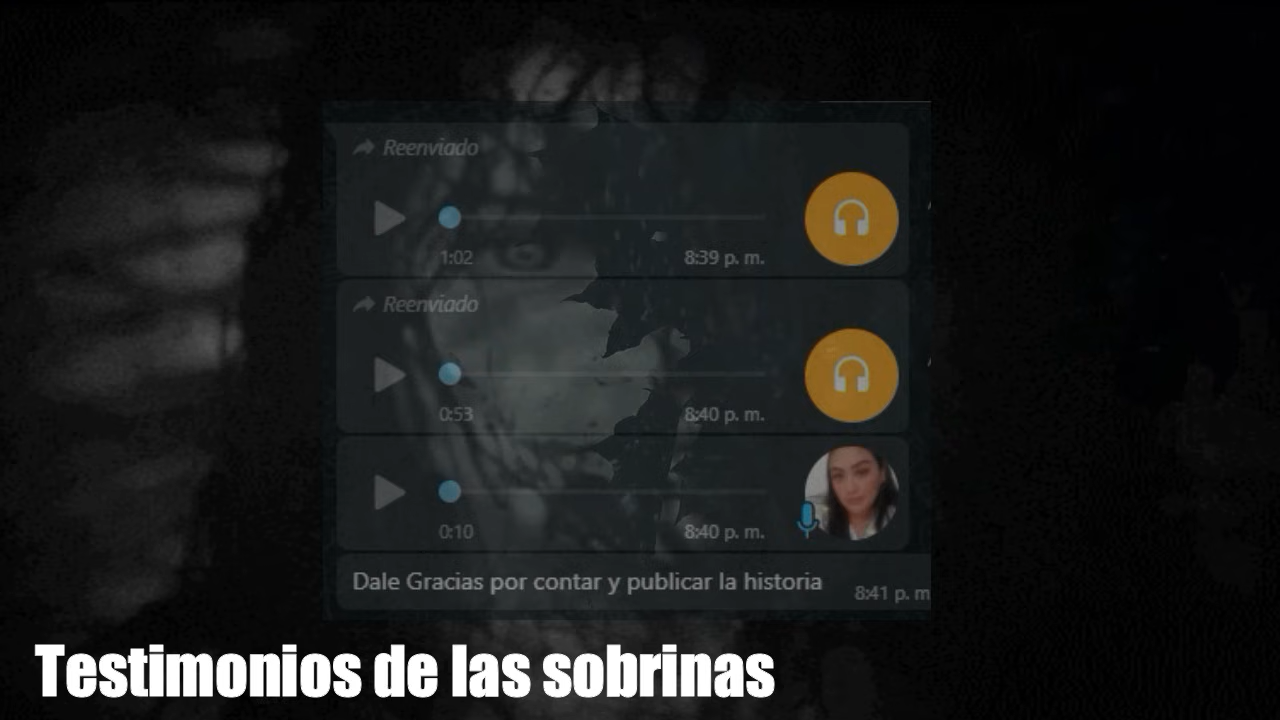 Reenviado
1:02 8:39 p. m.
Reenviado
0:53 8:40 p. m.
0:10 8:40 p. m.
Dale Gracias por contar y publicar la historia 8:41 p. m
Testimonios de las sobrinas